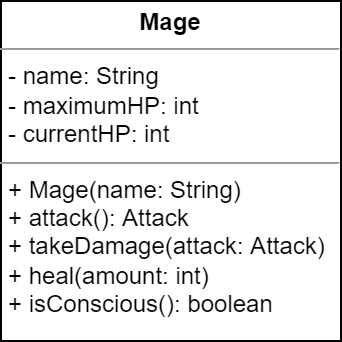 Mage
- name: String
- maximumHP: int
- currentHP: int
+ Mage(name: String)
+ attack(): Attack
+ takeDamage(attack: Attack)
+ heal(amount: int)
+ isConscious(): boolean